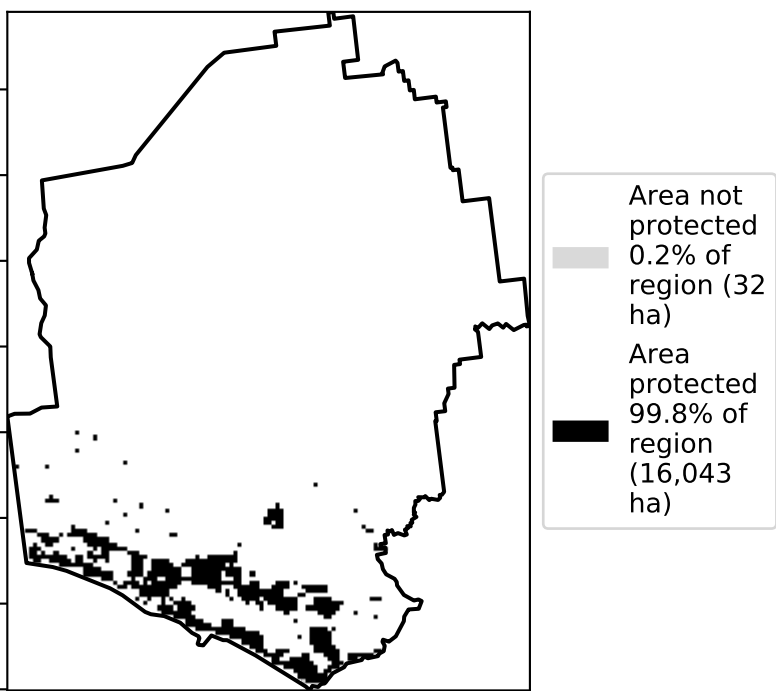 Area not
protected
0.2% of
region (32
ha)
Area
protected
99.8% of
region
(16,043
ha)